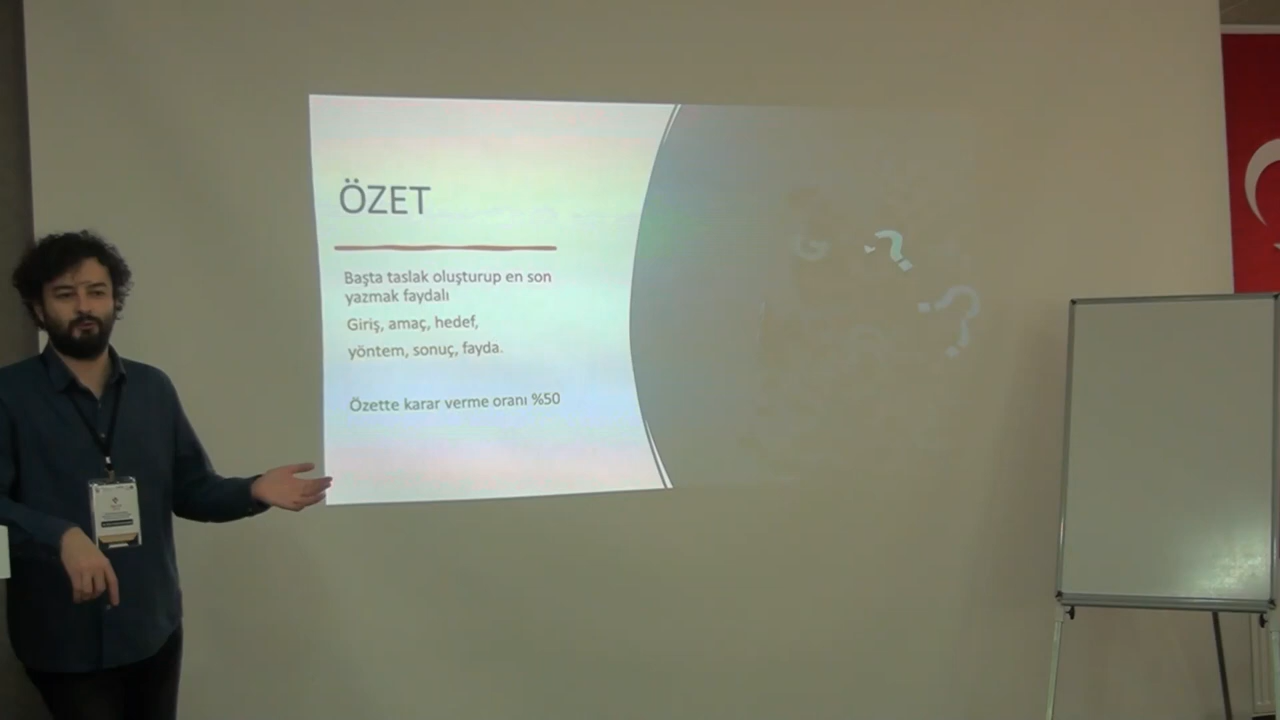 ÖZET
Başta taslak oluşturup en son
yazmak faydalı
Giriş, amaç, hedef,
yöntem, sonuç, fayda.
Özette karar verme oranı %50
? ?